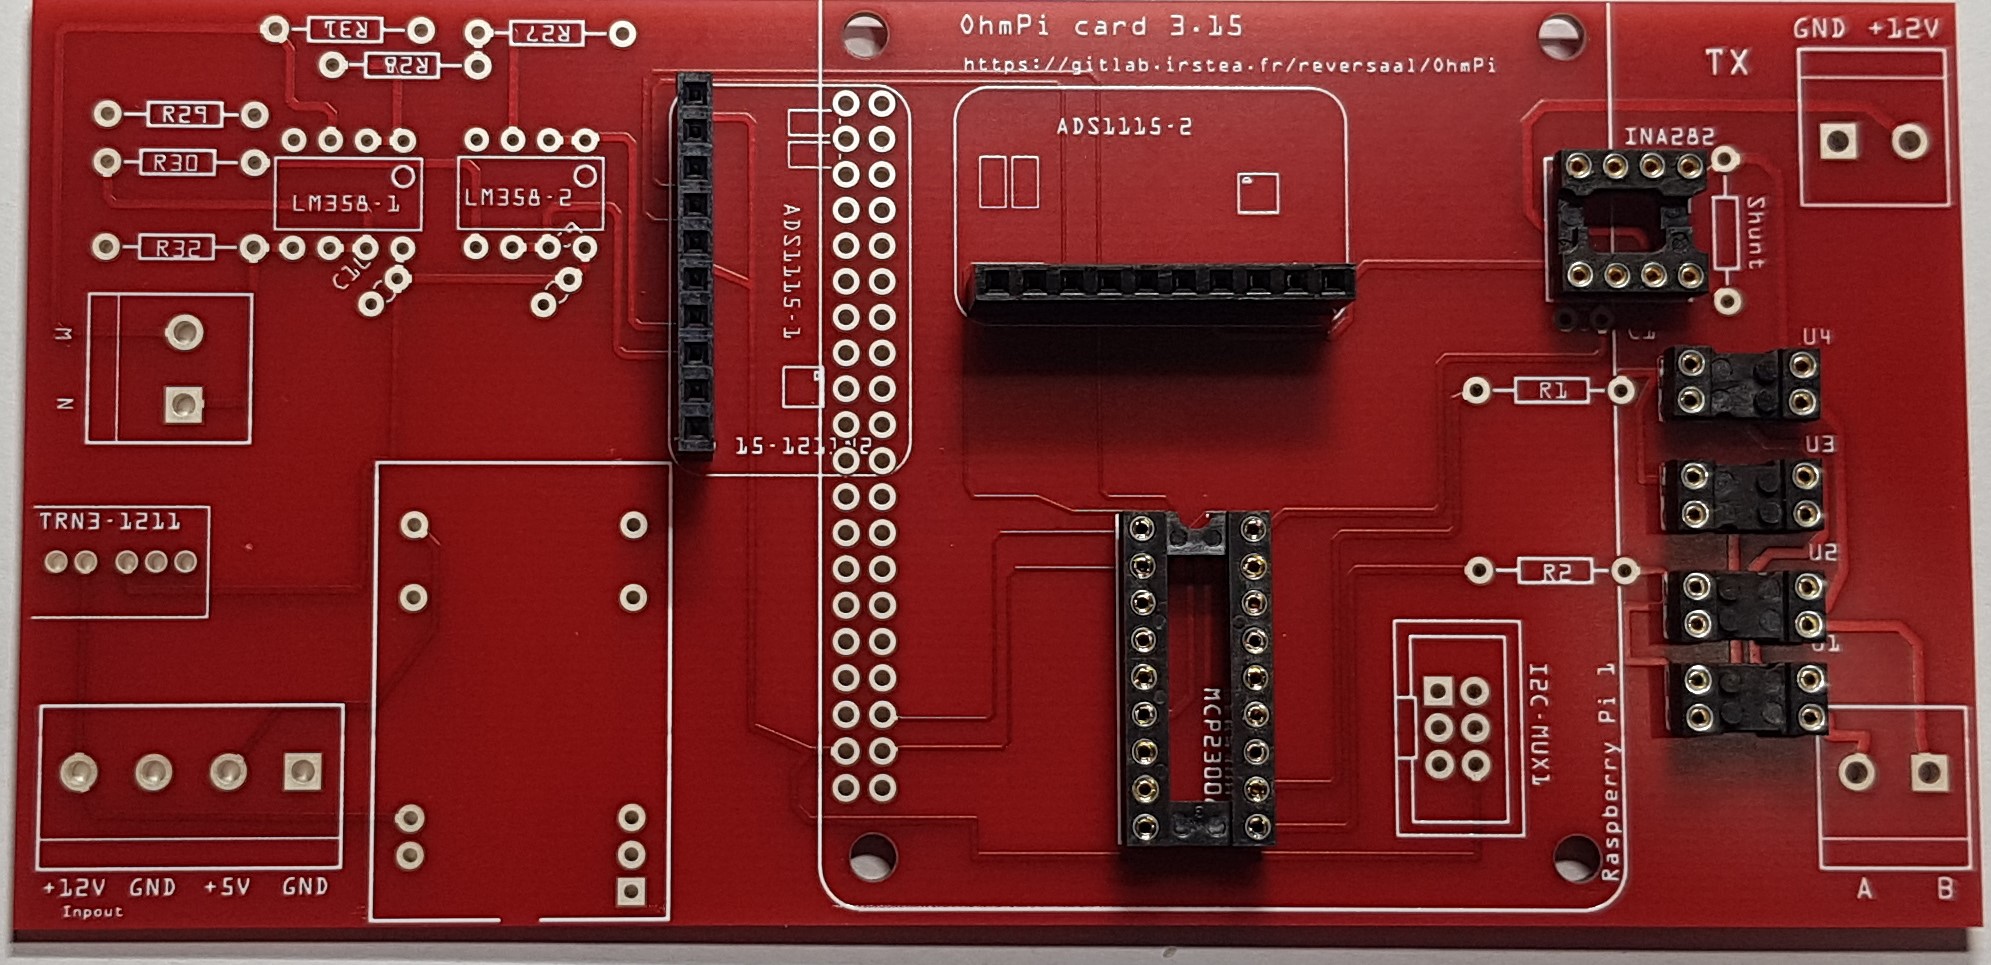 OhmPi card 3.15
https://gitlab.irstea.fr/reversaal/OhmPi
GND +12V
TX
R31
R27
R28
R29
R30
R32
LM358-1
LM358-2
ADS1115-1
ADS1115-2
INA282
Shunt
C1
M
N
U4
U3
U2
U1
R1
R2
TRN3-1211
I2C-MUX1
Raspberry Pi 1
+12V GND +5V GND
Inpout
A B